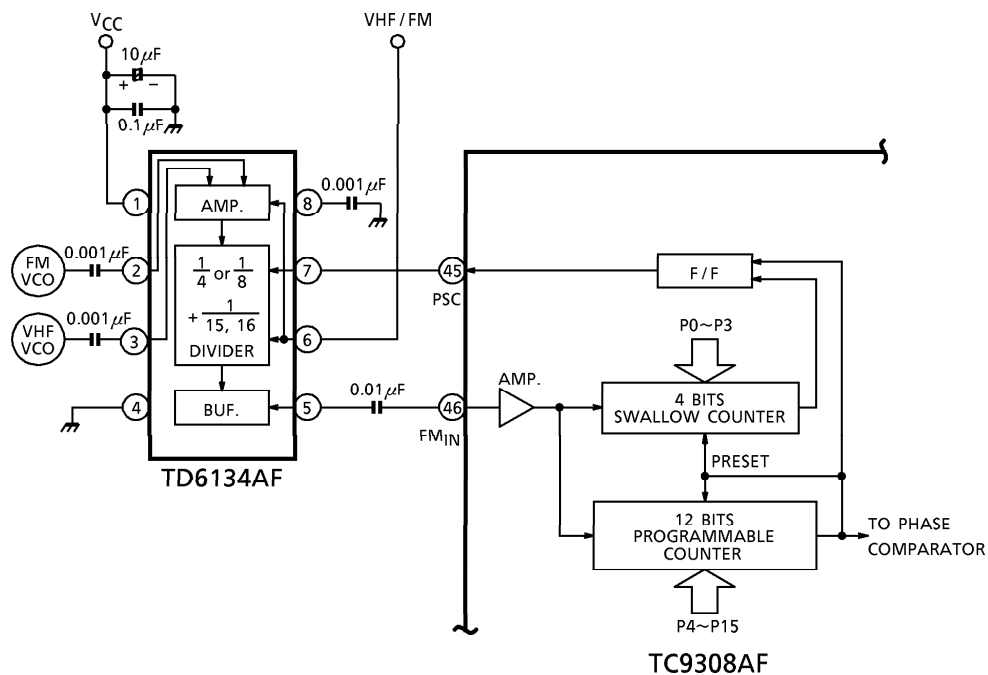 VCC
VHF/FM
10μF
+ −
0.1μF
1
AMP.
8
0.001μF
FM
VCO
0.001μF
2
1/4 or 1/8
7
45
PSC
F/F
VHF
VCO
0.001μF
3
+ 1/15, 16
DIVIDER
6
P0~P3
4
BUF.
5
0.01μF
46
FMIN
AMP.
4 BITS
SWALLOW COUNTER
TD6134AF
PRESET
12 BITS
PROGRAMMABLE
COUNTER
TO PHASE
COMPARATOR
P4~P15
TC9308AF